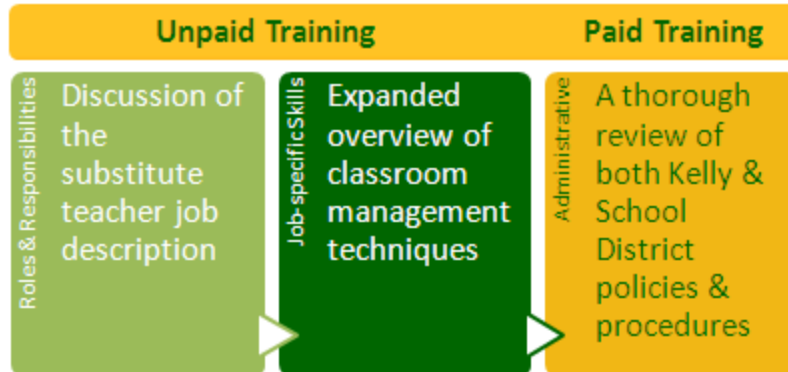 Unpaid Training
Paid Training
Roles & Responsibilities
Discussion of
the
substitute
teacher job
description
Job-specific Skills
Expanded
overview of
classroom
management
techniques
Administrative
A thorough
review of
both Kelly &
School
District
policies &
procedures